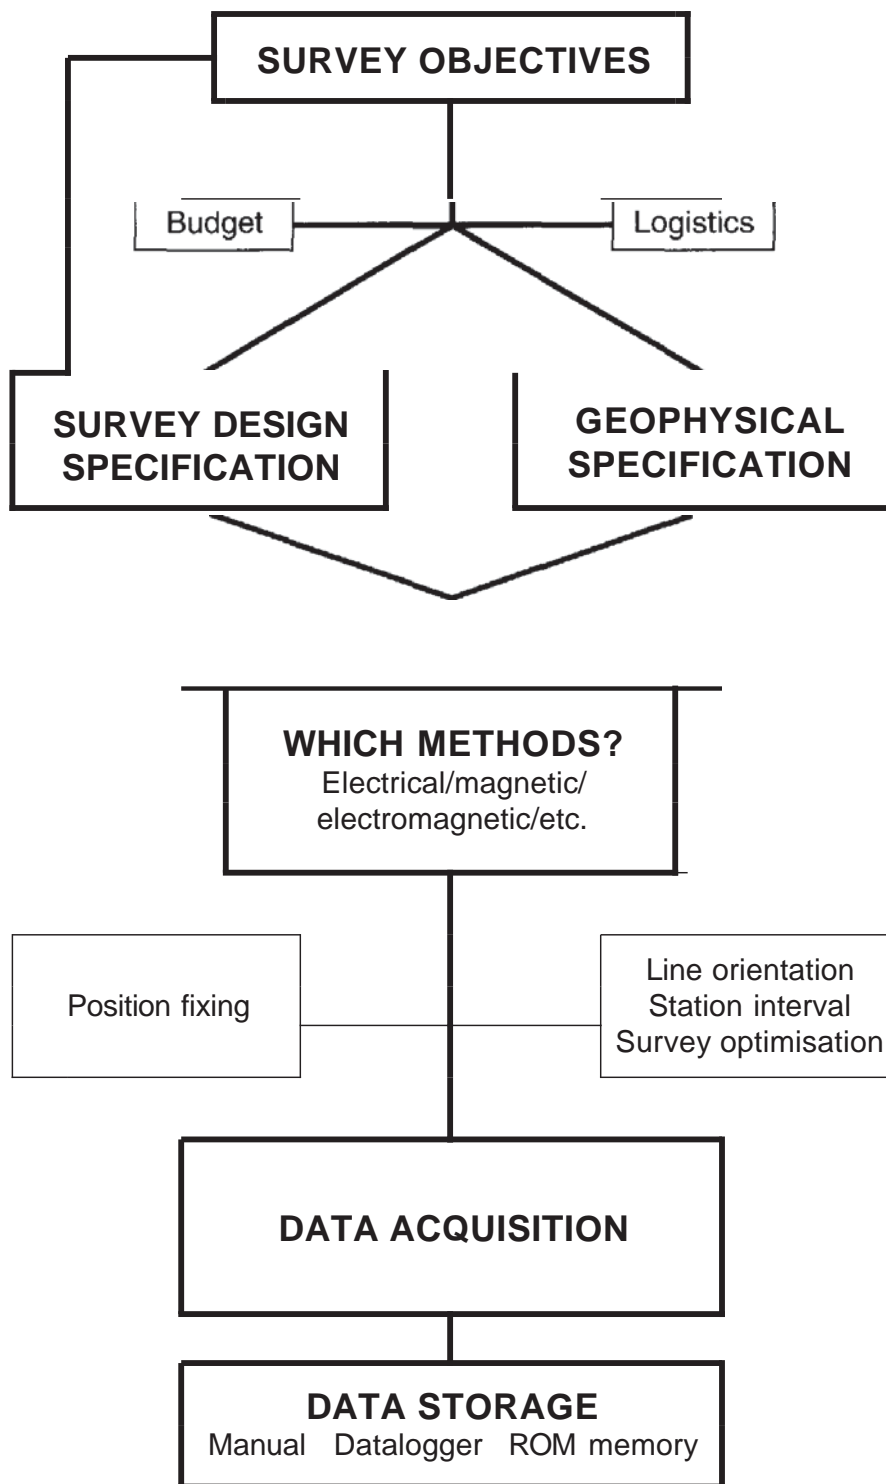 SURVEY OBJECTIVES
Budget
Logistics
SURVEY DESIGN
SPECIFICATION
GEOPHYSICAL
SPECIFICATION
WHICH METHODS?
Electrical/magnetic/
electromagnetic/etc.
Position fixing
Line orientation
Station interval
Survey optimisation
DATA ACQUISITION
DATA STORAGE
Manual Datalogger ROM memory